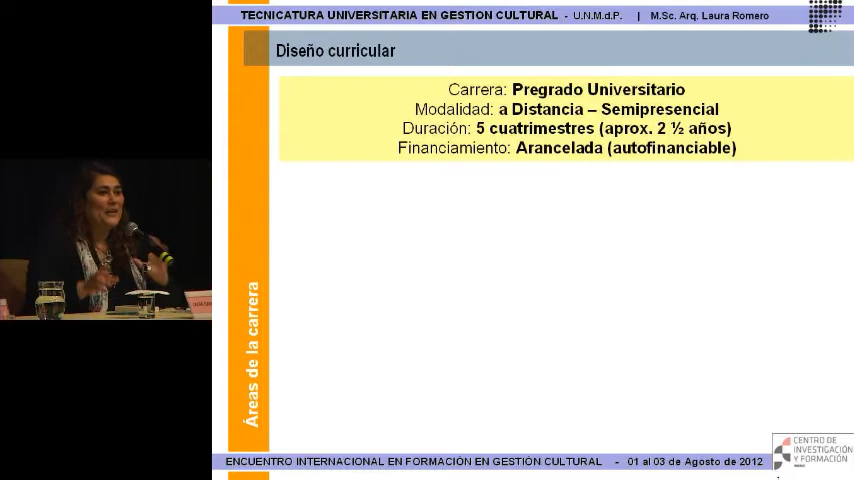 TECNICATURA UNIVERSITARIA EN GESTION CULTURAL - U.N.M.d.P. | M.Sc. Arq. Laura Romero
Diseño curricular
Carrera: Pregrado Universitario
Modalidad: a Distancia – Semipresencial
Duración: 5 cuatrimestres (aprox. 2 ½ años)
Financiamiento: Arancelada (autofinanciable)
Áreas de la carrera
CENTRO DE
INVESTIGACIÓN
Y FORMACIÓN
ENCUENTRO INTERNACIONAL EN FORMACIÓN EN GESTIÓN CULTURAL - 01 al 03 de Agosto de 2012